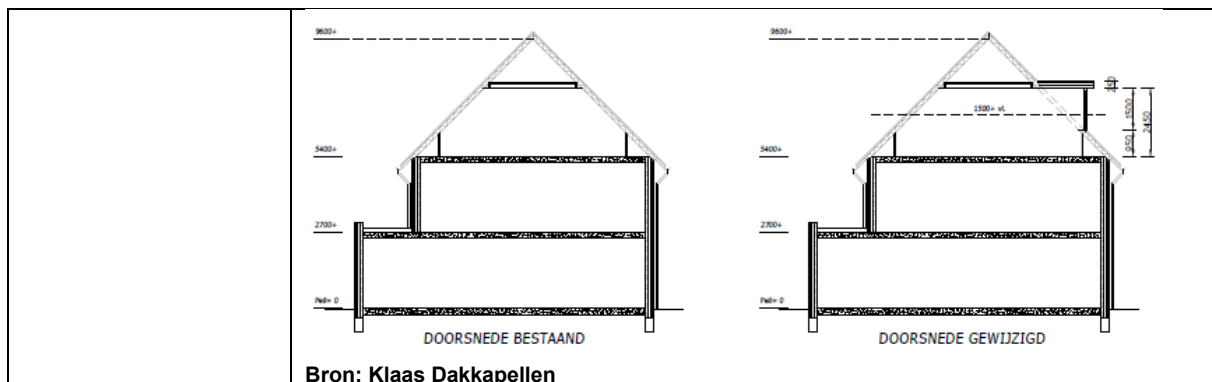 9600+
5400+
2700+
Peil= 0
DOORSNEDE BESTAAND
9600+
1500+ vl.
250
1500
2450
950
5400+
2700+
Peil= 0
DOORSNEDE GEWIJZIGD
Bron: Klaas Dakkapellen